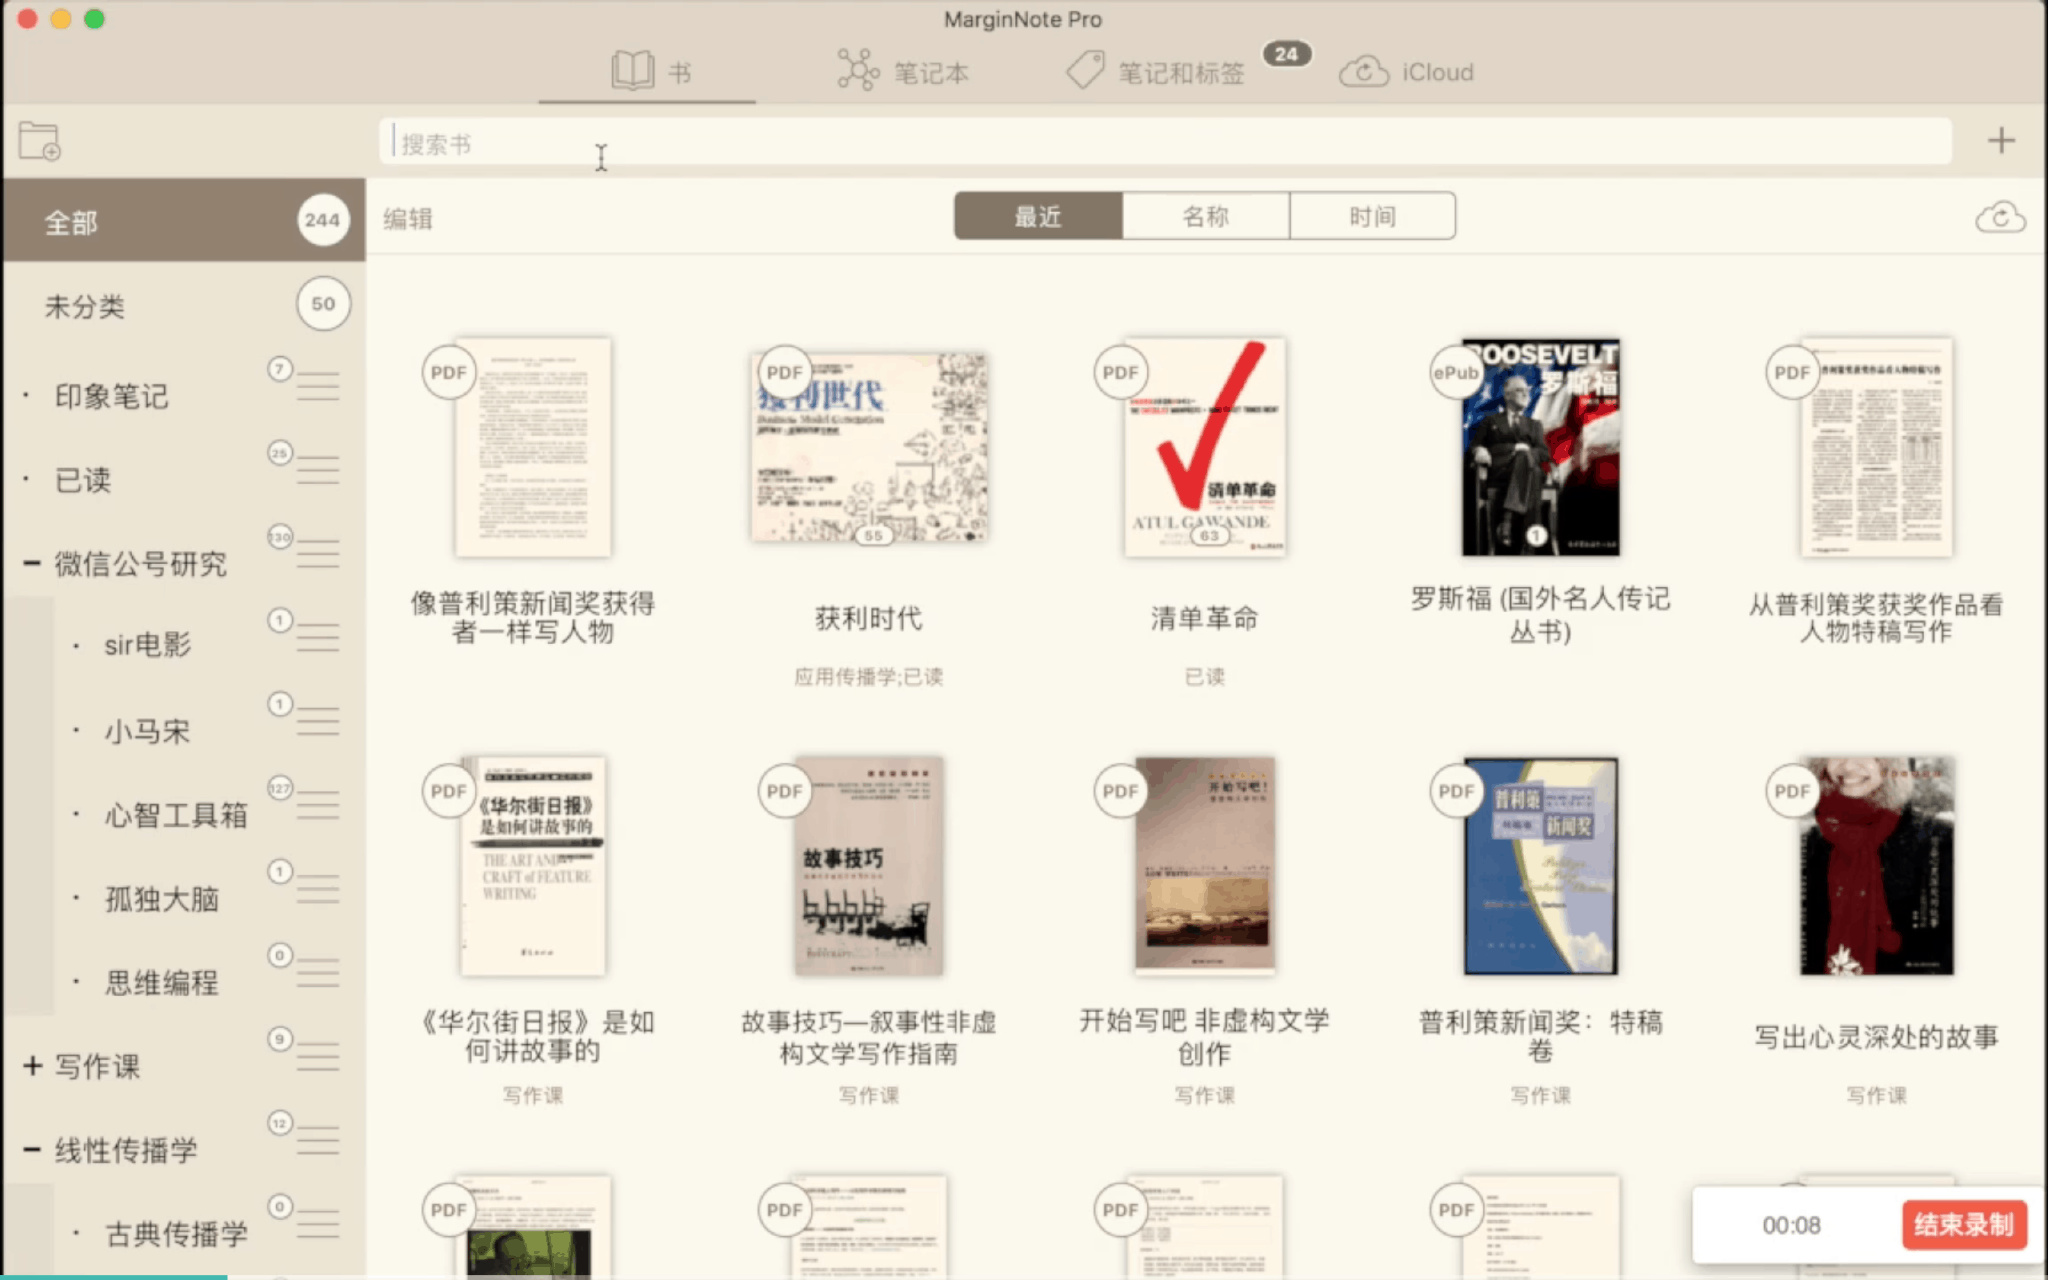 MarginNote Pro
书
笔记本
笔记和标签
24
iCloud
搜索书
全部
244
编辑
最近
名称
时间
未分类
50
印象笔记
7
已读
25
微信公号研究
130
sir电影
1
小马宋
1
心智工具箱
127
孤独大脑
1
思维编程
0
写作课
9
线性传播学
12
古典传播学
0
PDF
像普利策新闻奖获得
者一样写人物
PDF
Business Model Generation
55
获利时代
应用传播学;已读
PDF
清单革命
ATUL GAWANDE
63
清单革命
已读
ePub
ROOSEVELT
罗斯福
1
罗斯福 (国外名人传记
丛书)
PDF
从普利策奖获奖作品看
人物特稿写作
PDF
《华尔街日报》
是如何讲故事的
THE ART AND
CRAFT of FEATURE
WRITING
《华尔街日报》是如
何讲故事的
写作课
PDF
故事技巧
故事技巧—叙事性非虚
构文学写作指南
写作课
PDF
开始写吧!
开始写吧 非虚构文学
创作
写作课
PDF
普利策
新闻奖
普利策新闻奖：特稿
卷
写作课
PDF
写出心灵深处的故事
写作课
PDF
PDF
PDF
PDF
00:08
结束录制